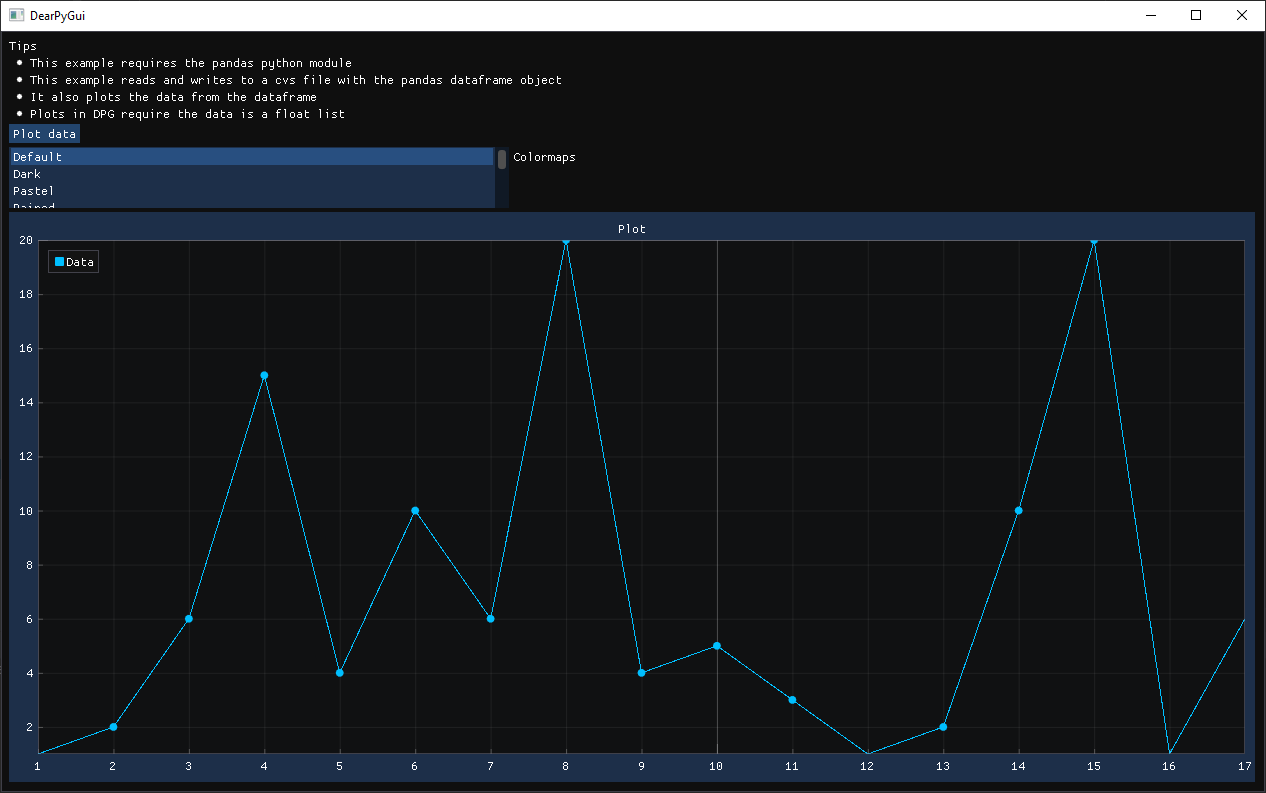 DearPyGui
Tips
This example requires the pandas python module
This example reads and writes to a cvs file with the pandas dataframe object
It also plots the data from the dataframe
Plots in DPG require the data is a float list
Plot data
Default
Colormaps
Dark
Pastel
Paired
Plot
Data
20
18
16
14
12
10
8
6
4
2
1 2 3 4 5 6 7 8 9 10 11 12 13 14 15 16 17